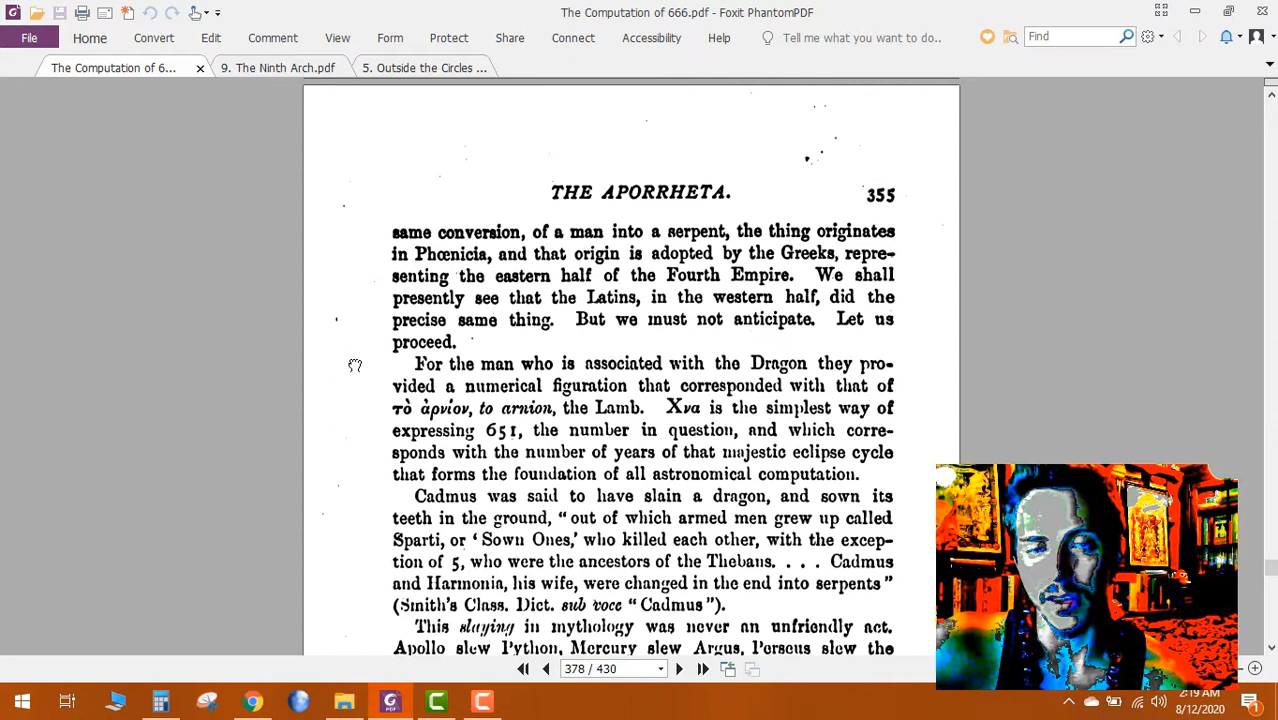 The Computation of 666.pdf - Foxit PhantomPDF
File Home Convert Edit Comment View Form Protect Share Connect Accessibility Help Tell me what you want to do.. Find
The Computation of 6... 9. The Ninth Arch.pdf 5. Outside the Circles ...
THE APORRHETA. 355
same conversion, of a man into a serpent, the thing originates
in Phœnicia, and that origin is adopted by the Greeks, repre-
senting the eastern half of the Fourth Empire. We shall
presently see that the Latins, in the western half, did the
precise same thing. But we must not anticipate. Let us
proceed.
For the man who is associated with the Dragon they pro-
vided a numerical figuration that corresponded with that of
τὸ ἀρνίον, to arnion, the Lamb. Χνα is the simplest way of
expressing 651, the number in question, and which corre-
sponds with the number of years of that majestic eclipse cycle
that forms the foundation of all astronomical computation.
Cadmus was said to have slain a dragon, and sown its
teeth in the ground, "out of which armed men grew up called
Sparti, or 'Sown Ones,' who killed each other, with the excep-
tion of 5, who were the ancestors of the Thebans. . . . Cadmus
and Harmonia, his wife, were changed in the end into serpents"
(Smith's Class. Dict. sub voce "Cadmus").
This slaying in mythology was never an unfriendly act.
Apollo slew Python, Mercury slew Argus, Perseus slew the
378 / 430
2:19 AM
8/12/2020